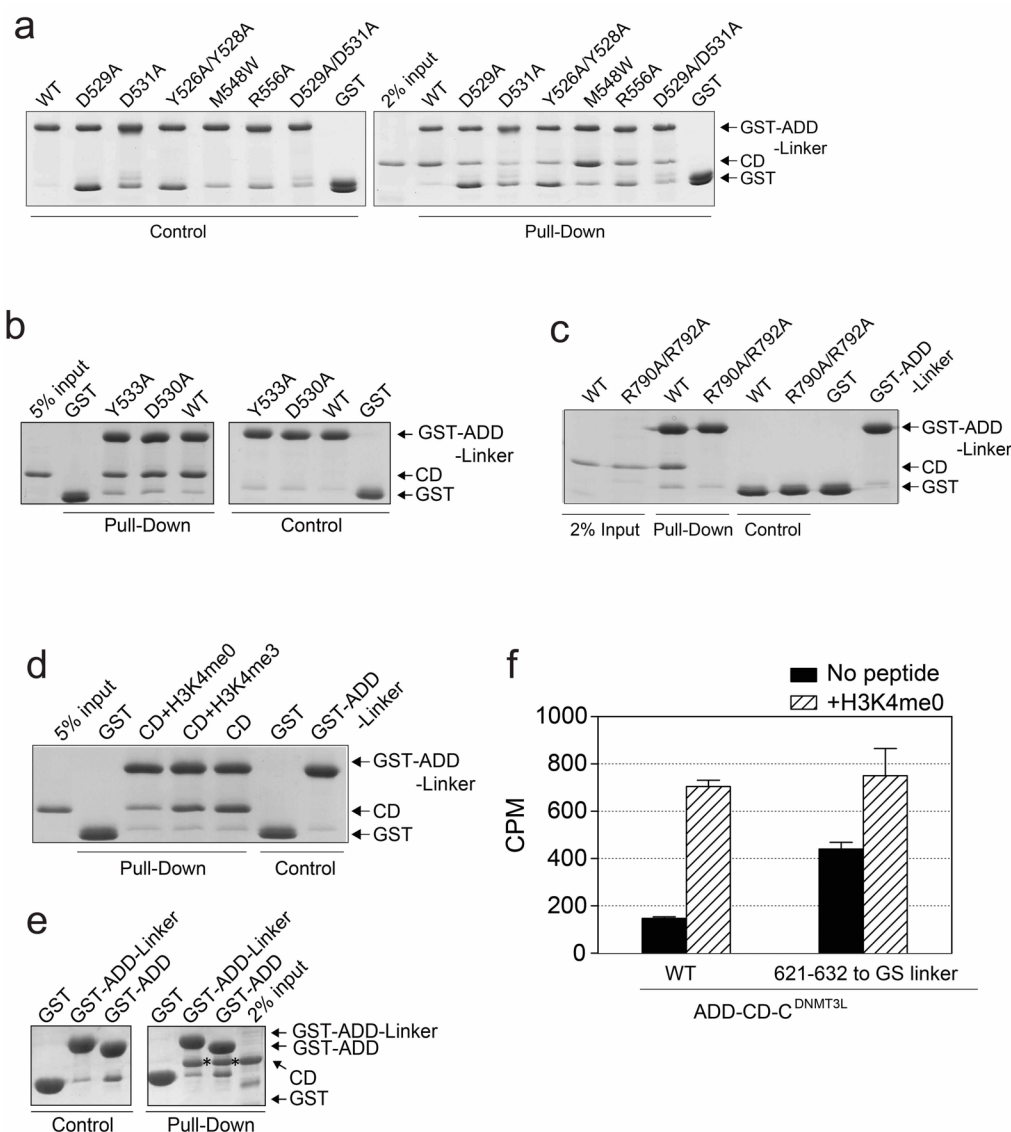 a
WT
D529A
D531A
Y526A/Y528A
M548W
R556A
D529A/D531A
GST
2% input
WT
D529A
D531A
Y526A/Y528A
M548W
R556A
D529A/D531A
GST
GST-ADD
-Linker
CD
GST
Control
Pull-Down
b
5% input
GST
Y533A
D530A
WT
Y533A
D530A
WT
GST
GST-ADD
-Linker
CD
GST
Pull-Down
Control
c
WT
R790A/R792A
WT
R790A/R792A
WT
R790A/R792A
GST
GST-ADD
-Linker
GST-ADD
-Linker
CD
GST
2% Input
Pull-Down
Control
d
5% input
GST
CD+H3K4me0
CD+H3K4me3
CD
GST
GST-ADD
-Linker
GST-ADD
-Linker
CD
GST
Pull-Down
Control
e
GST
GST-ADD-Linker
GST-ADD
GST
GST-ADD-Linker
GST-ADD
2% input
GST-ADD-Linker
GST-ADD
* *
CD
GST
Control
Pull-Down
f
No peptide
+H3K4me0
1000
800
600
400
200
0
CPM
WT
621-632 to GS linker
ADD-CD-C DNMT3L